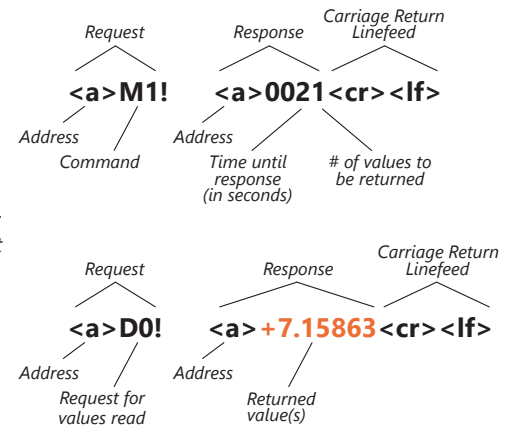 Carriage Return
Request Response Linefeed
<a>M1! <a>0021<cr><lf>
Address Address
Command Time until # of values to
response be returned
(in seconds)
t
Carriage Return
Request Response Linefeed
<a>D0! <a>+7.15863<cr><lf>
Address Address
Request for Returned
values read value(s)